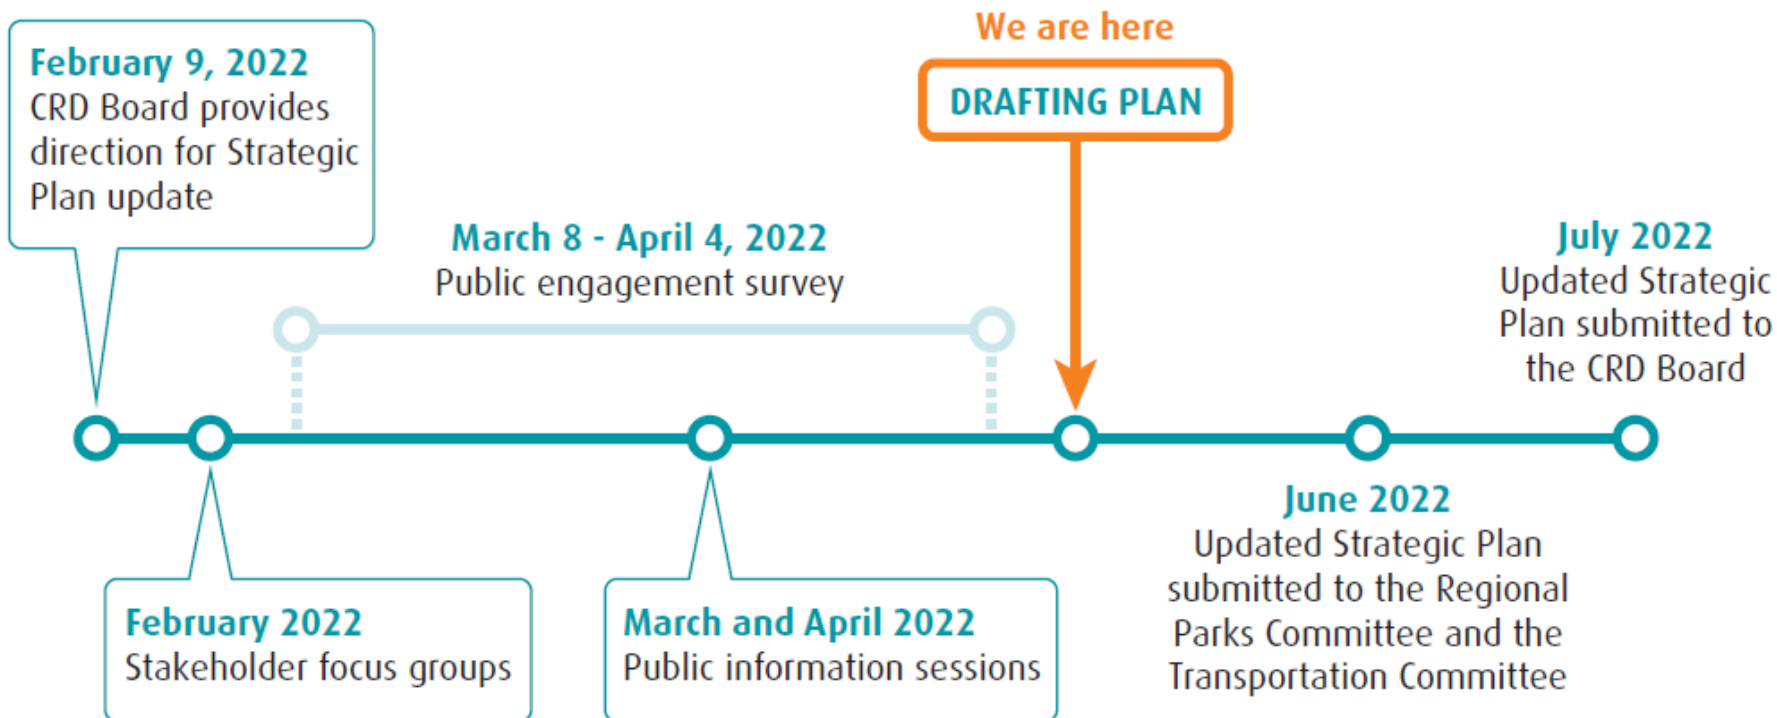 February 9, 2022
CRD Board provides
direction for Strategic
Plan update
We are here
DRAFTING PLAN
March 8 - April 4, 2022
Public engagement survey
July 2022
Updated Strategic
Plan submitted to
the CRD Board
February 2022
Stakeholder focus groups
March and April 2022
Public information sessions
June 2022
Updated Strategic Plan
submitted to the Regional
Parks Committee and the
Transportation Committee